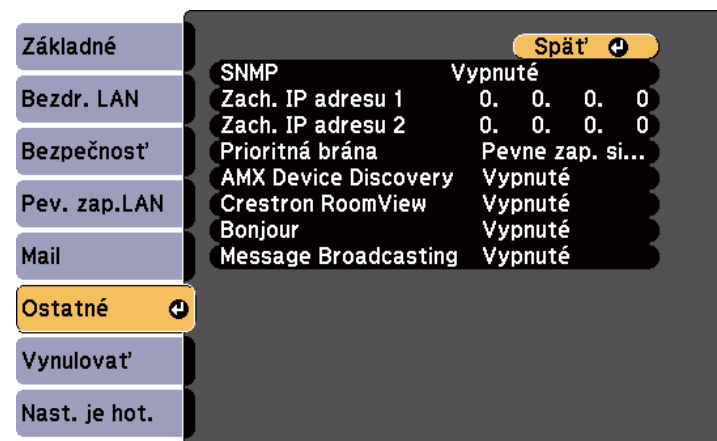 Základné
Bezdr. LAN
Bezpečnosť
Pev. zap.LAN
Mail
Ostatné
Vynulovať
Nast. je hot.
Späť
SNMP Vypnuté
Zach. IP adresu 1 0. 0. 0. 0
Zach. IP adresu 2 0. 0. 0. 0
Prioritná brána Pevne zap. si...
AMX Device Discovery Vypnuté
Crestron RoomView Vypnuté
Bonjour Vypnuté
Message Broadcasting Vypnuté